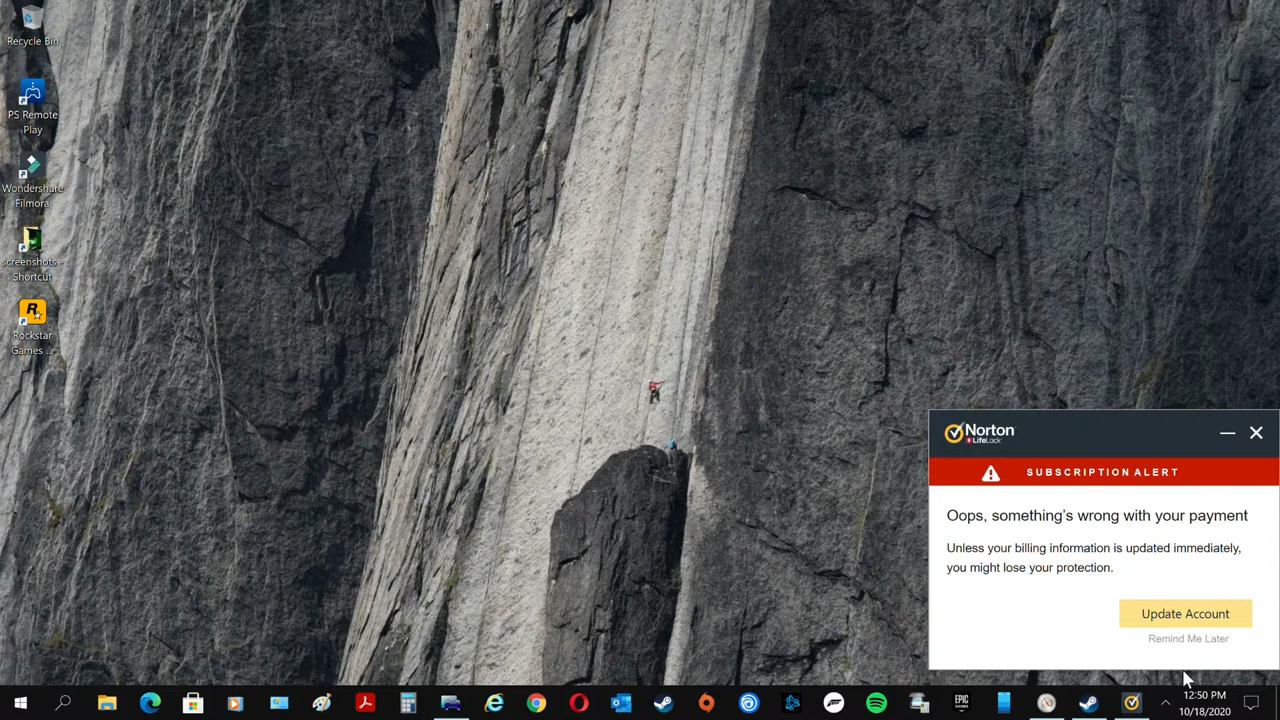 Recycle Bin
PS Remote
Play
Wondershare
Filmora
screenshots -
Shortcut
R
Rockstar
Games ...
Norton
LifeLock
SUBSCRIPTION ALERT
Oops, something's wrong with your payment
Unless your billing information is updated immediately,
you might lose your protection.
Update Account
Remind Me Later
EPIC
GAMES
12:50 PM
10/18/2020